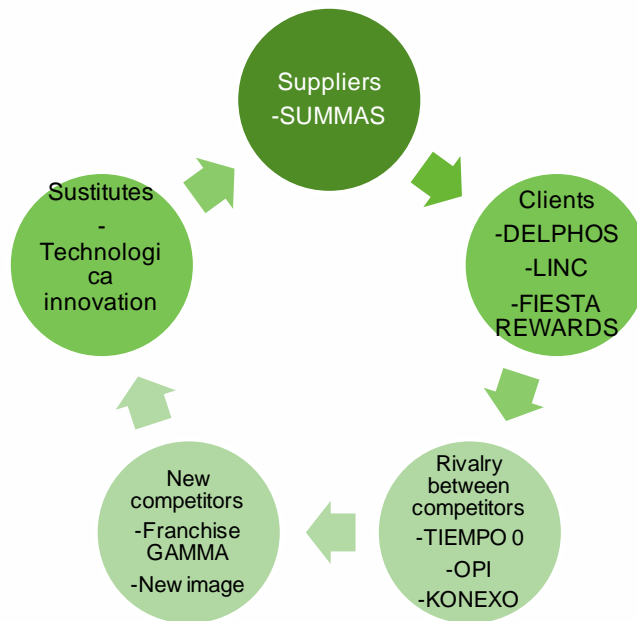 Suppliers
-SUMMAS
Clients
-DELPHOS
-LINC
-FIESTA
REWARDS
Rivalry
between
competitors
-TIEMPO 0
-OPI
-KONEXO
New
competitors
-Franchise
GAMMA
-New image
Sustitutes
-
Technologi
ca
innovation